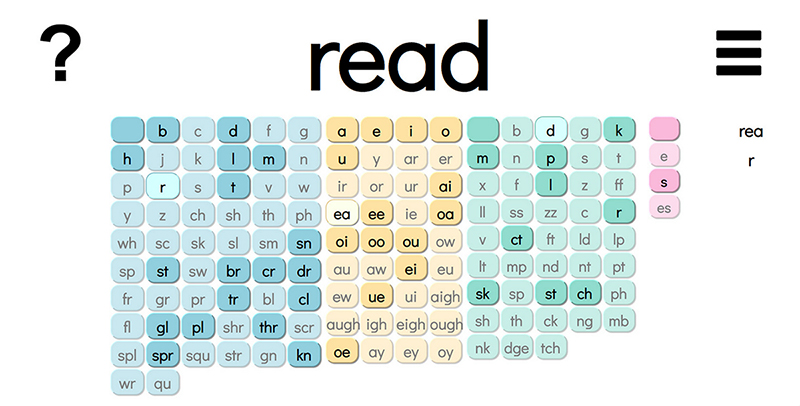 ?
read
b c d f g a e i o b d g k
h j k l m n u y ar er m n p s t e
p r s t v w ir or ur ai x f l z ff s
y z ch sh th ph ea ee ie oa ll ss zz c r es
wh sc sk sl sm sn oi oo ou ow v ct ft ld lp
sp st sw br cr dr au aw ei eu lt mp nd nt pt
fr gr pr tr bl cl ew ue ui aigh sk sp st ch ph
fl gl pl shr thr scr augh igh eigh ough sh th ck ng mb
spl spr squ str gn kn oe ay ey oy nk dge tch
wr qu
rea
r